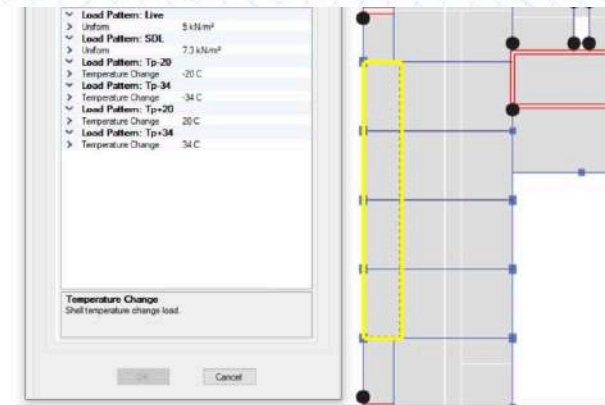 Load Pattern: Live
Uniform 5 kN/m²
Load Pattern: SDL
Uniform 7.3 kN/m²
Load Pattern: Tp-20
Temperature Change -20 C
Load Pattern: Tp-34
Temperature Change -34 C
Load Pattern: Tp+20
Temperature Change 20 C
Load Pattern: Tp+34
Temperature Change 34 C
Temperature Change
Shell temperature change load.
OK Cancel